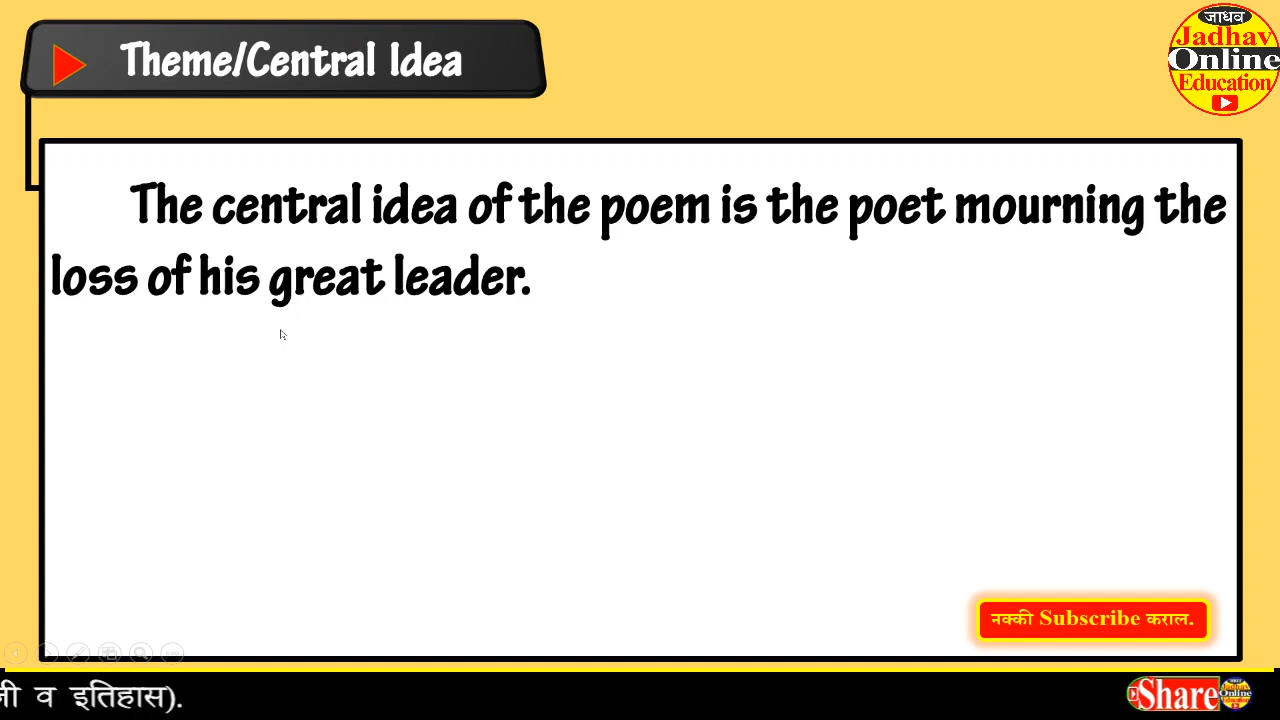 Theme/Central Idea
जाधव
Jadhav
Online
Education
The central idea of the poem is the poet mourning the
loss of his great leader.
नक्की Subscribe कराल.
व इतिहास).
Share